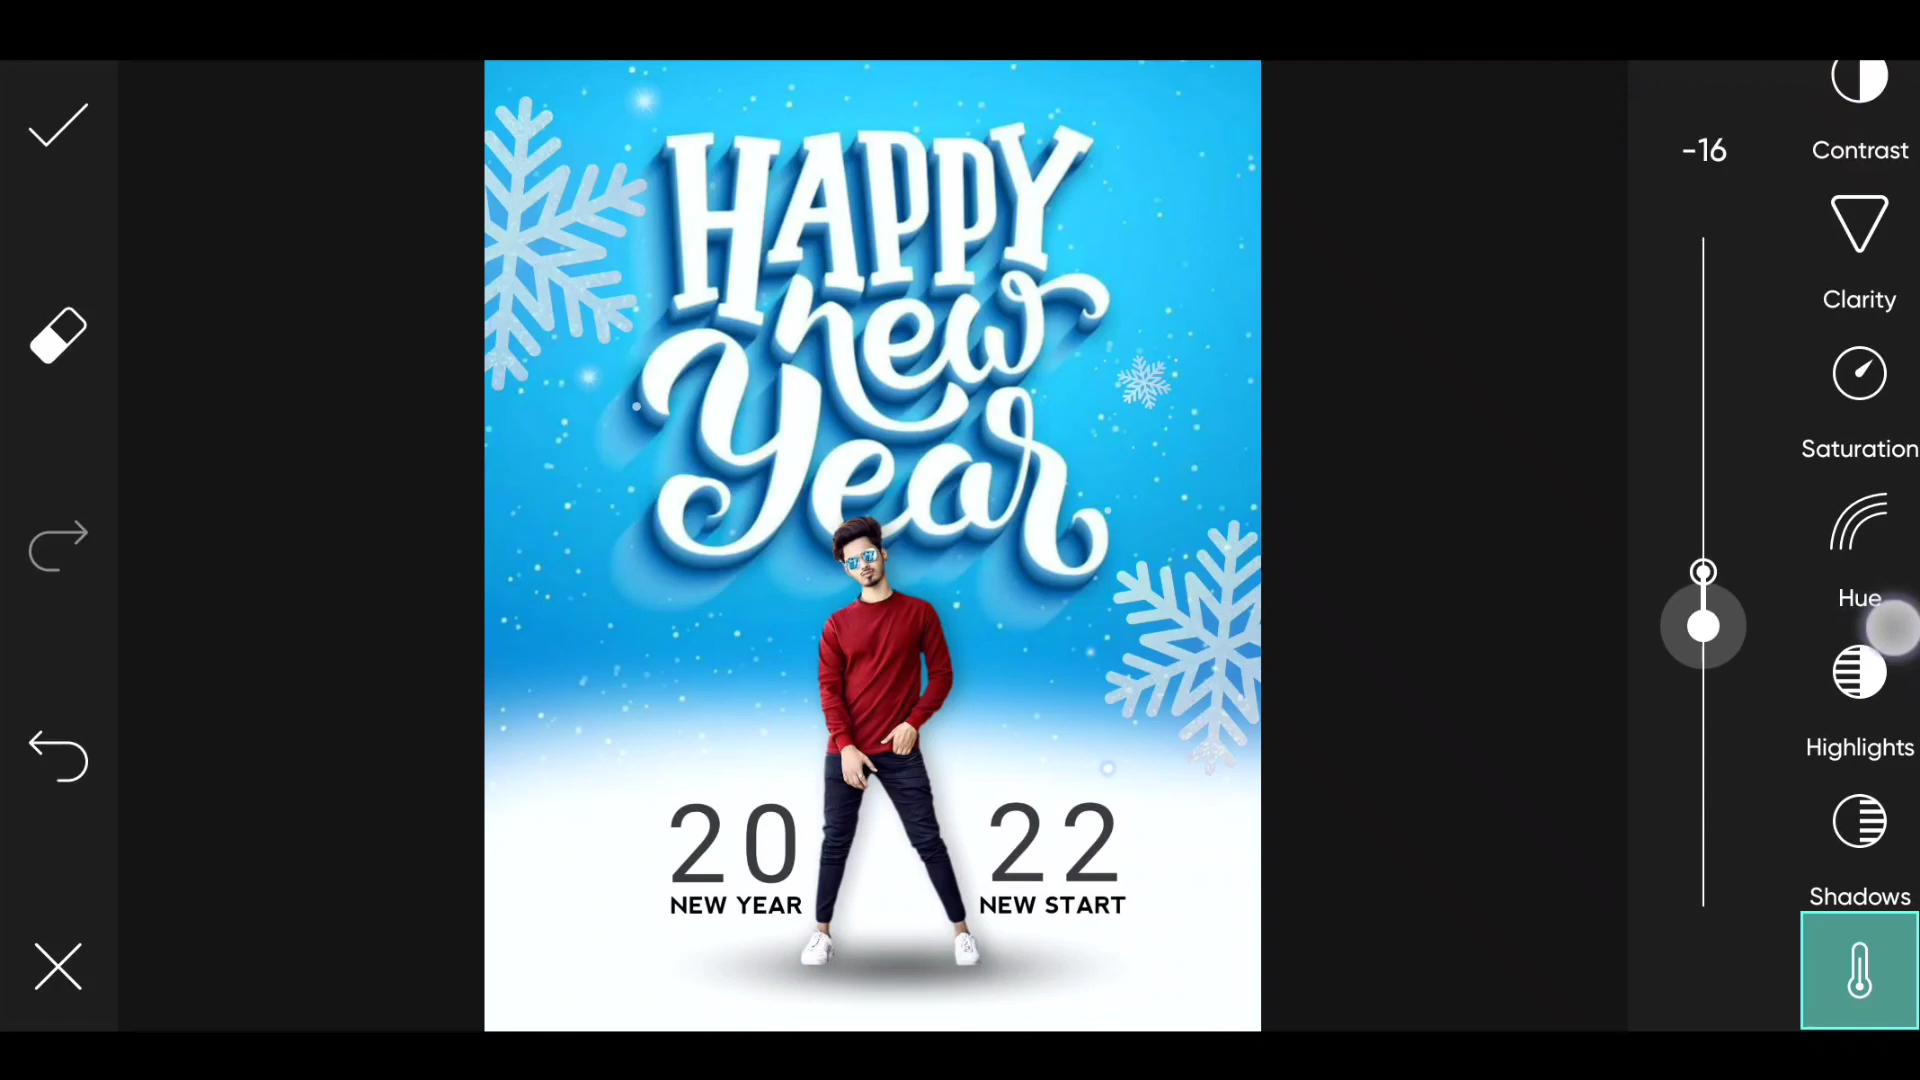 -16
Contrast
Clarity
Saturation
Hue
Highlights
Shadows
HAPPY
new
Year
20 22
NEW YEAR NEW START